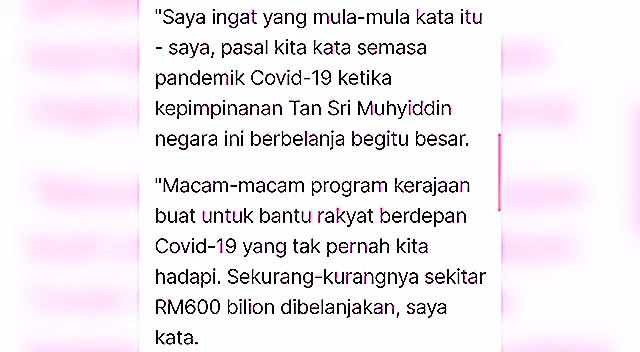 "Saya ingat yang mula-mula kata itu
- saya, pasal kita kata semasa
pandemik Covid-19 ketika
kepimpinanan Tan Sri Muhyiddin
negara ini berbelanja begitu besar.
"Macam-macam program kerajaan
buat untuk bantu rakyat berdepan
Covid-19 yang tak pernah kita
hadapi. Sekurang-kurangnya sekitar
RM600 bilion dibelanjakan, saya
kata.